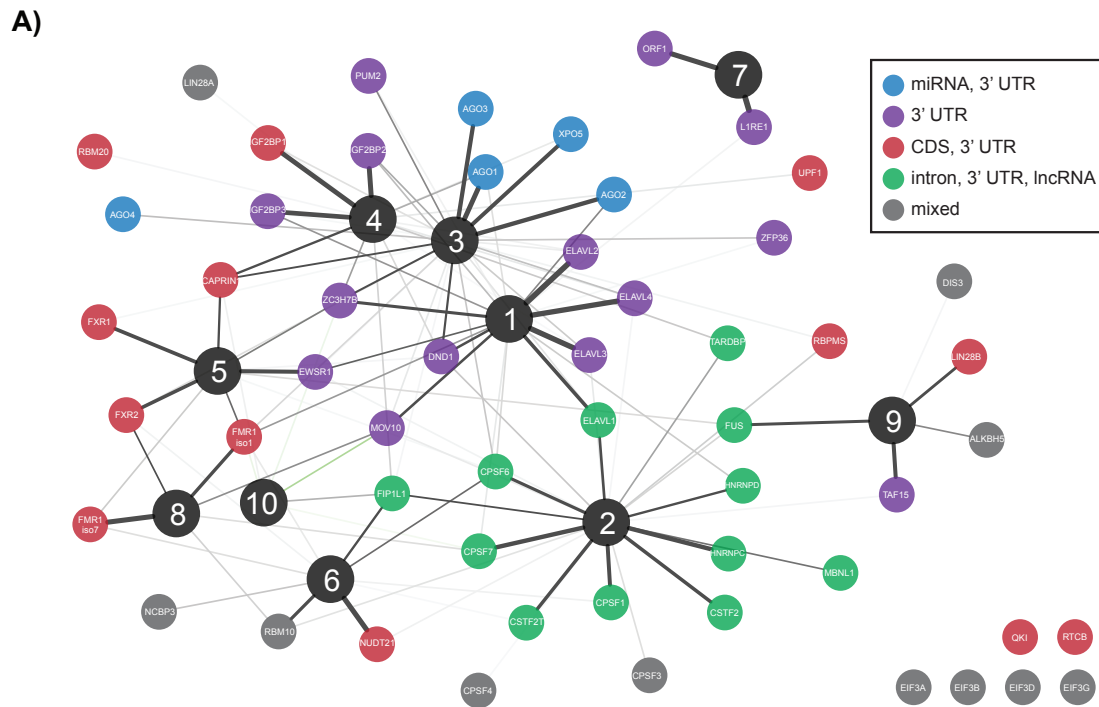 A)
ORF1
7
PUM2
LIN28A
miRNA, 3' UTR
3' UTR
CDS, 3' UTR
intron, 3' UTR, lncRNA
mixed
AGO3
L1RE1
XPO5
IGF2BP1
IGF2BP2
RBM20
AGO1
UPF1
AGO2
IGF2BP3
AGO4
4
3
ZFP36
ELAVL2
CAPRIN
DIS3
ZC3H7B
ELAVL4
1
FXR1
TARDBP
RBPMS
DND1
ELAVL3
LIN28B
5
EWSR1
FXR2
ELAVL1
FUS
9
MOV10
FMR1
iso1
ALKBH5
CPSF6
HNRNPD
FIP1L1
TAF15
10
8
FMR1
iso7
2
CPSF7
HNRNPC
MBNL1
6
NCBP3
CPSF1
CSTF2
CSTF2T
RBM10
NUDT21
QKI
RTCB
CPSF3
CPSF4
EIF3A
EIF3B
EIF3D
EIF3G